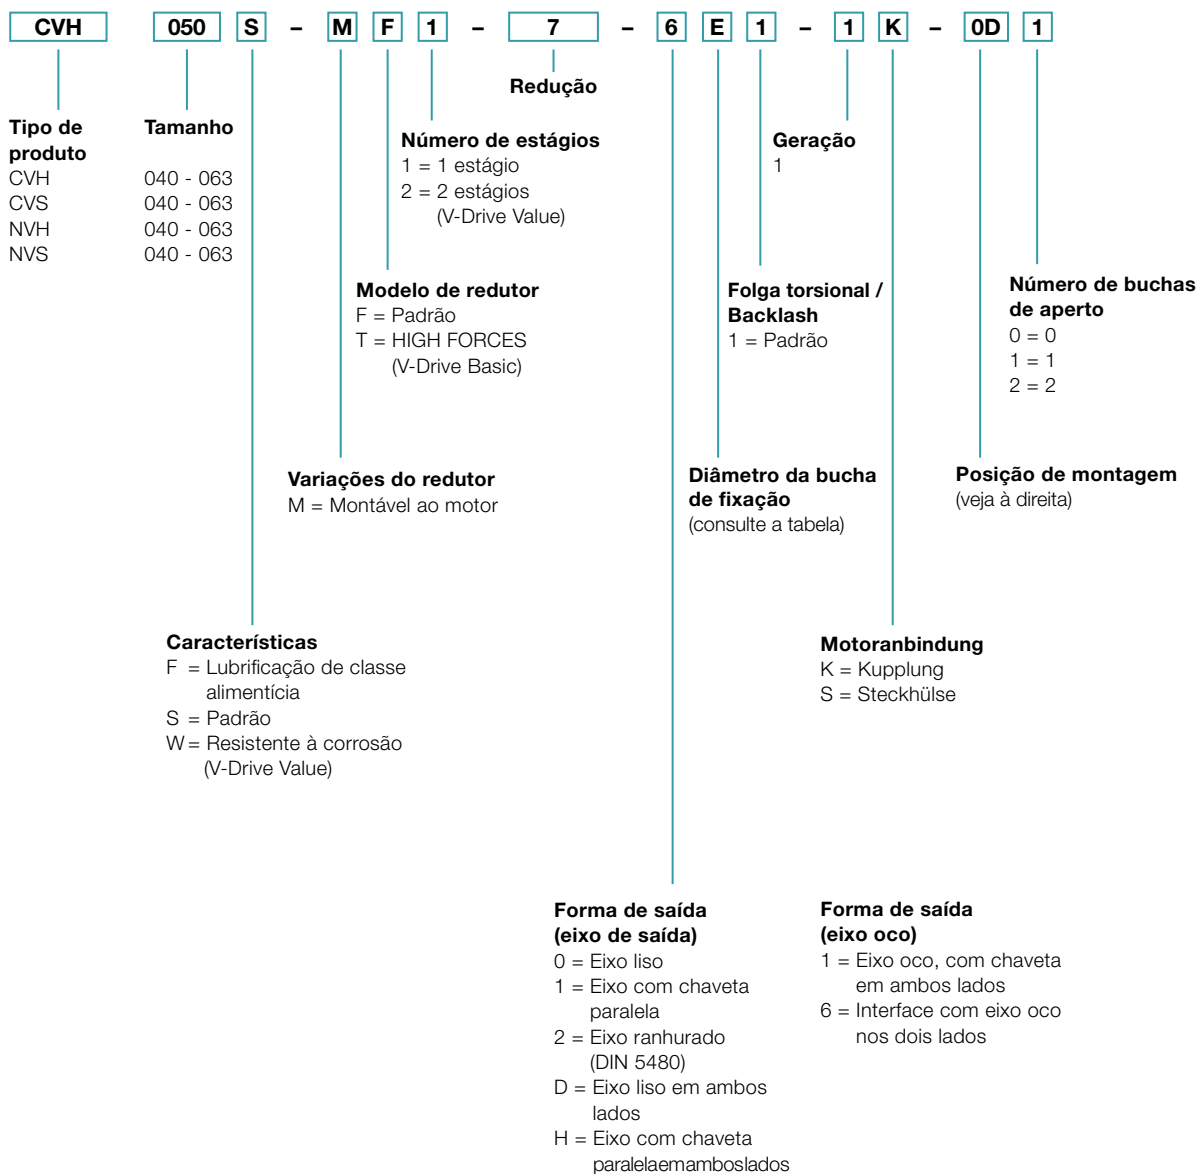 CVH 050 S – M F 1 – 7 – 6 E 1 – 1 K – 0D 1
Redução
Tipo de
produto
CVH
CVS
NVH
NVS
Tamanho
040 - 063
040 - 063
040 - 063
040 - 063
Número de estágios
1 = 1 estágio
2 = 2 estágios
(V-Drive Value)
Geração
1
Modelo de redutor
F = Padrão
T = HIGH FORCES
(V-Drive Basic)
Folga torsional /
Backlash
1 = Padrão
Número de buchas
de aperto
0 = 0
1 = 1
2 = 2
Variações do redutor
M = Montável ao motor
Diâmetro da bucha
de fixação
(consulte a tabela)
Posição de montagem
(veja à direita)
Características
F = Lubrificação de classe
alimentícia
S = Padrão
W = Resistente à corrosão
(V-Drive Value)
Motoranbindung
K = Kupplung
S = Steckhülse
Forma de saída
(eixo de saída)
0 = Eixo liso
1 = Eixo com chaveta
paralela
2 = Eixo ranhurado
(DIN 5480)
D = Eixo liso em ambos
lados
H = Eixo com chaveta
paralelaemamboslados
Forma de saída
(eixo oco)
1 = Eixo oco, com chaveta
em ambos lados
6 = Interface com eixo oco
nos dois lados